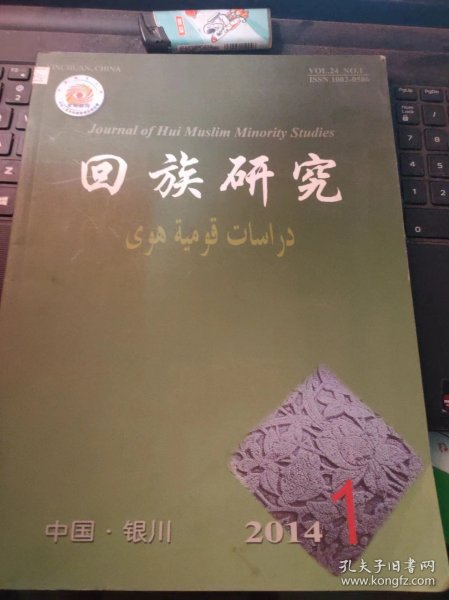 YINCHUAN, CHINA
VOL.24 NO.1
ISSN 1002-0586
Journal of Hui Muslim Minority Studies
回族研究
دراسات قومية هوى
中国·银川
2014
1
孔夫子旧书网
www.kongfz.com